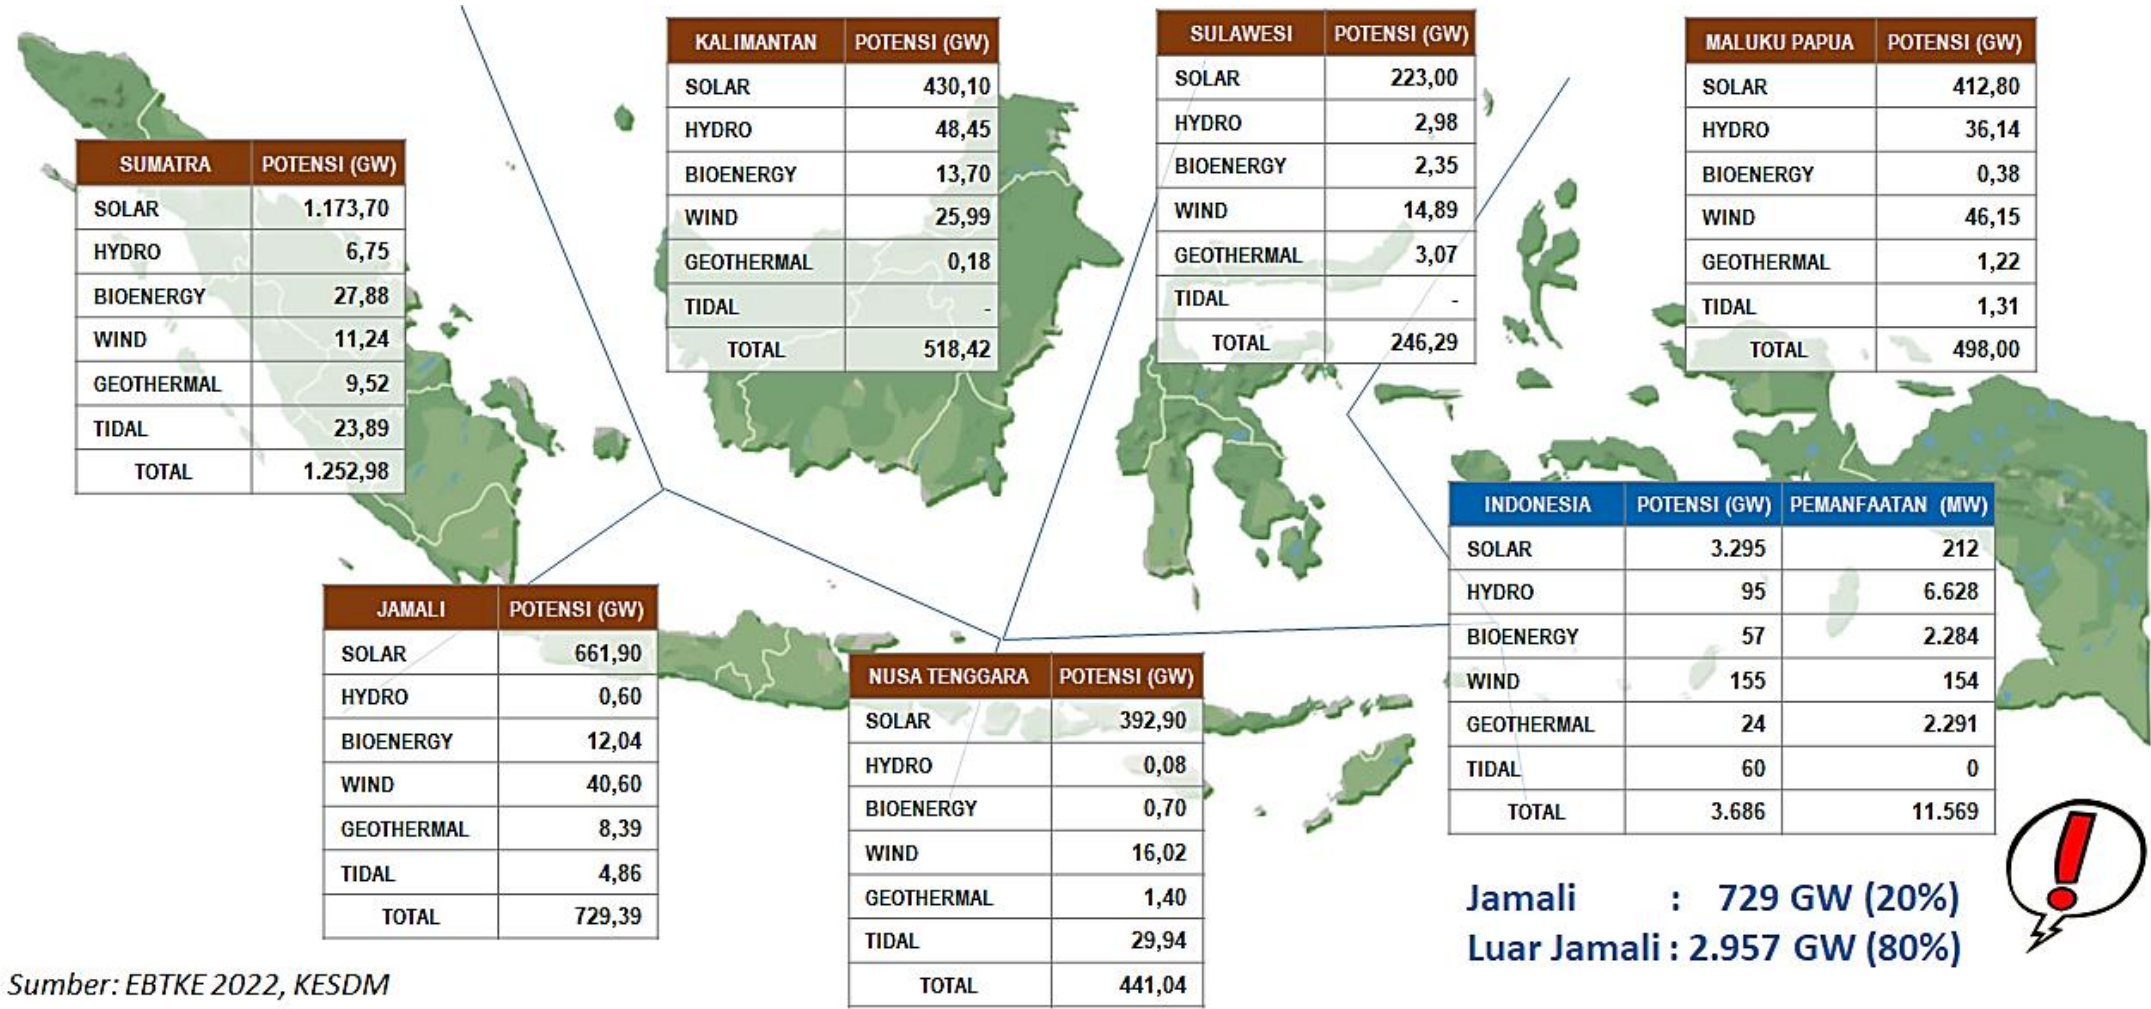 KALIMANTAN POTENSI (GW)
SOLAR 430,10
HYDRO 48,45
BIOENERGY 13,70
WIND 25,99
GEOTHERMAL 0,18
TIDAL -
TOTAL 518,42
SULAWESI POTENSI (GW)
SOLAR 223,00
HYDRO 2,98
BIOENERGY 2,35
WIND 14,89
GEOTHERMAL 3,07
TIDAL -
TOTAL 246,29
MALUKU PAPUA POTENSI (GW)
SOLAR 412,80
HYDRO 36,14
BIOENERGY 0,38
WIND 46,15
GEOTHERMAL 1,22
TIDAL 1,31
TOTAL 498,00
SUMATRA POTENSI (GW)
SOLAR 1.173,70
HYDRO 6,75
BIOENERGY 27,88
WIND 11,24
GEOTHERMAL 9,52
TIDAL 23,89
TOTAL 1.252,98
JAMALI POTENSI (GW)
SOLAR 661,90
HYDRO 0,60
BIOENERGY 12,04
WIND 40,60
GEOTHERMAL 8,39
TIDAL 4,86
TOTAL 729,39
NUSA TENGGARA POTENSI (GW)
SOLAR 392,90
HYDRO 0,08
BIOENERGY 0,70
WIND 16,02
GEOTHERMAL 1,40
TIDAL 29,94
TOTAL 441,04
INDONESIA POTENSI (GW) PEMANFAATAN (MW)
SOLAR 3.295 212
HYDRO 95 6.628
BIOENERGY 57 2.284
WIND 155 154
GEOTHERMAL 24 2.291
TIDAL 60 0
TOTAL 3.686 11.569
Jamali : 729 GW (20%)
Luar Jamali : 2.957 GW (80%)
Sumber: EBTKE 2022, KESDM